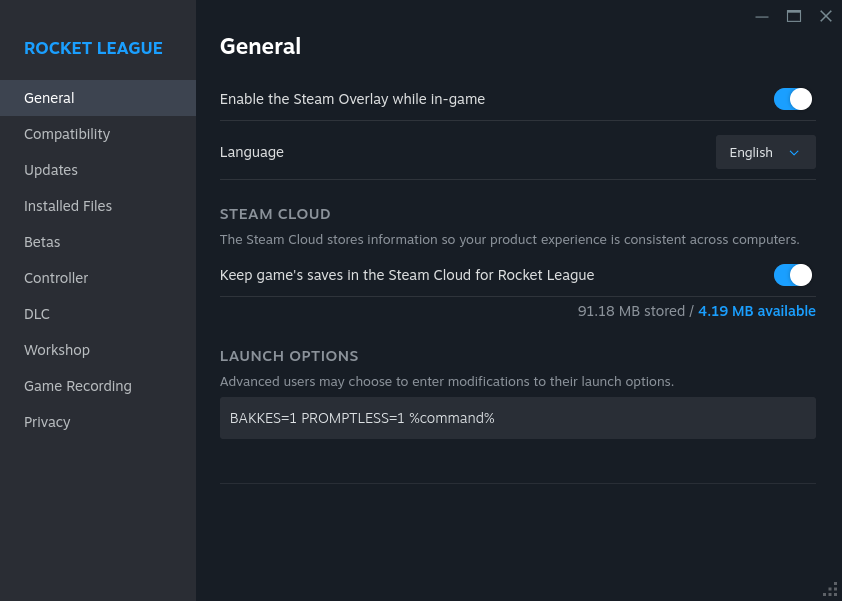 ROCKET LEAGUE
General
Compatibility
Updates
Installed Files
Betas
Controller
DLC
Workshop
Game Recording
Privacy
General
Enable the Steam Overlay while in-game
Language
English
STEAM CLOUD
The Steam Cloud stores information so your product experience is consistent across computers.
Keep game's saves in the Steam Cloud for Rocket League
91.18 MB stored / 4.19 MB available
LAUNCH OPTIONS
Advanced users may choose to enter modifications to their launch options.
BAKKES=1 PROMPTLESS=1 %command%